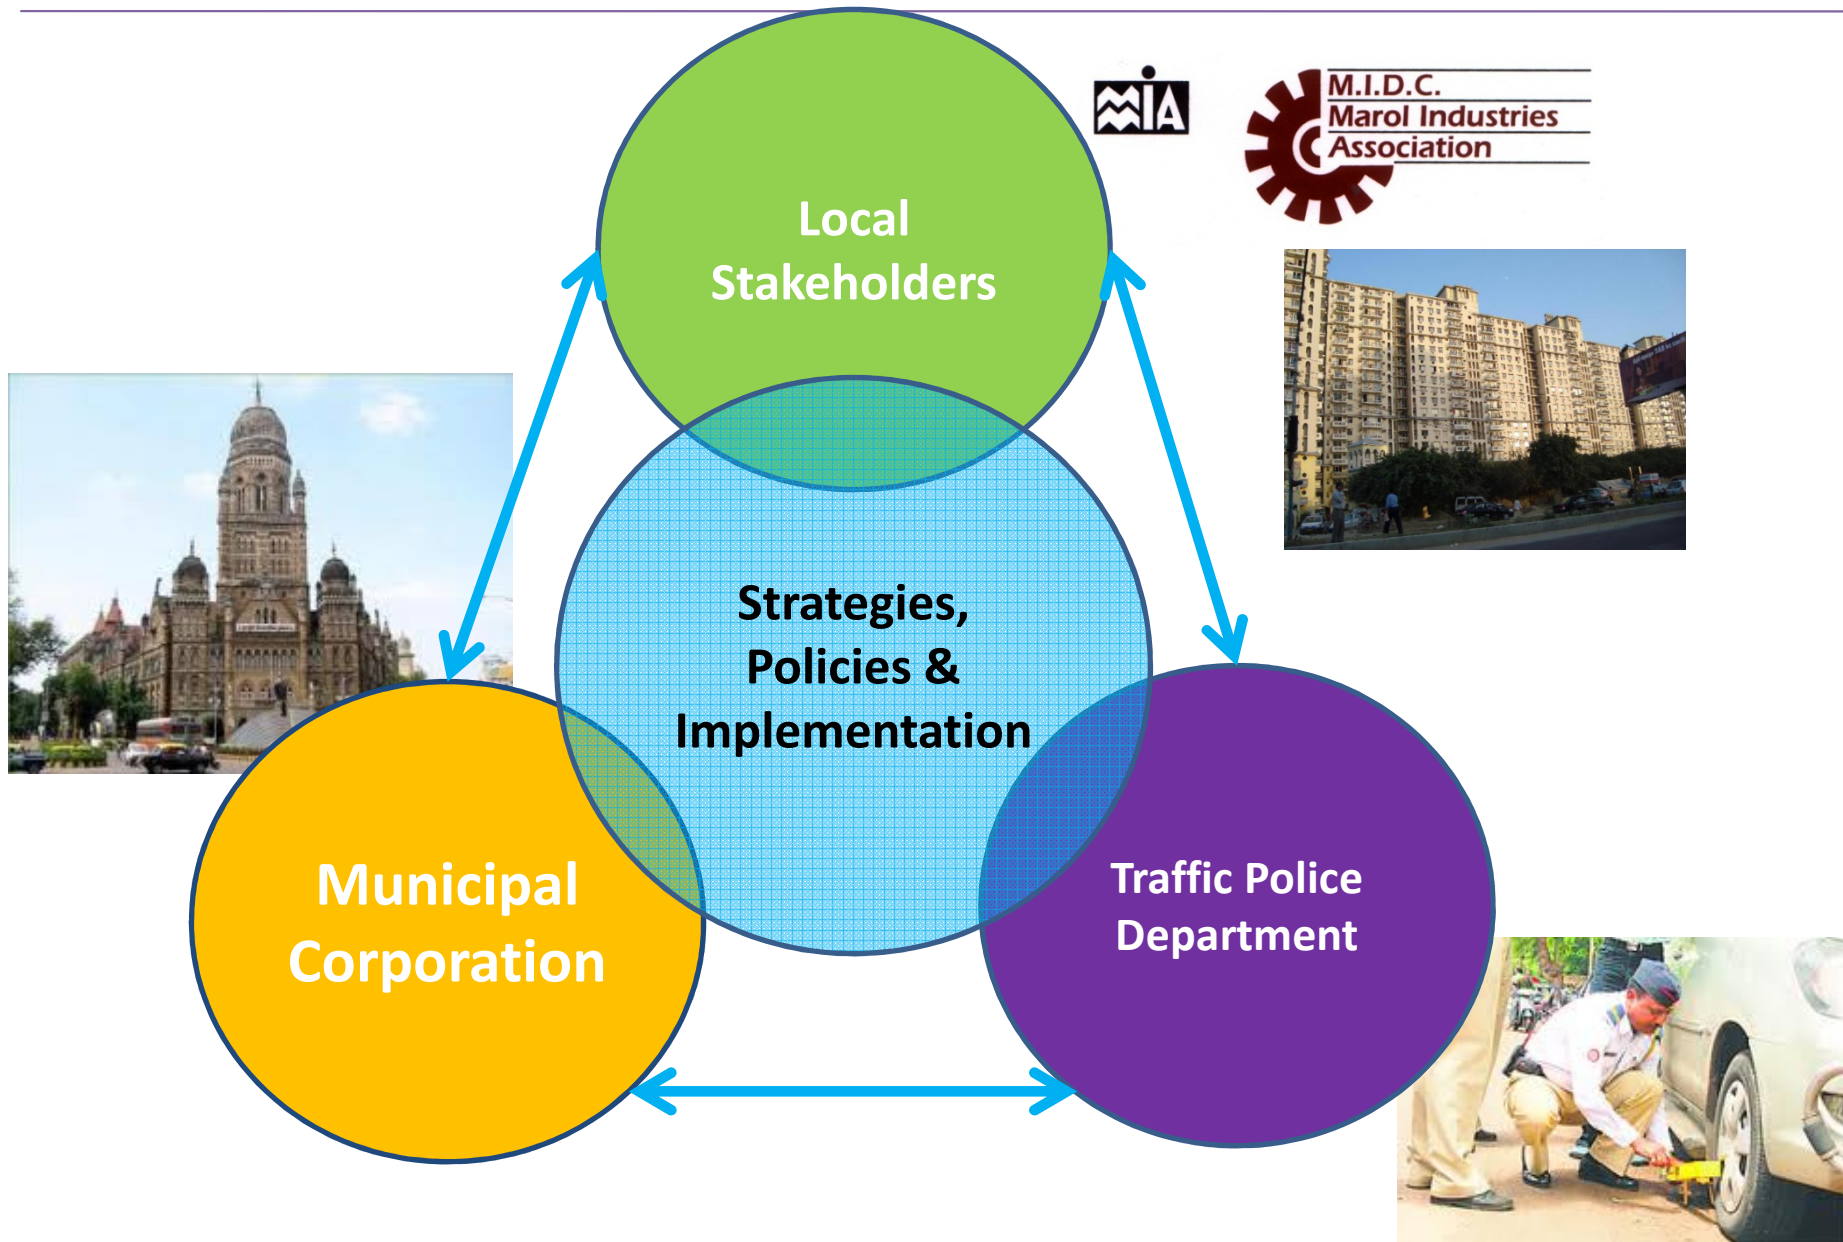 MIA
M.I.D.C.
Marol Industries
Association
Local
Stakeholders
Strategies,
Policies &
Implementation
Municipal
Corporation
Traffic Police
Department